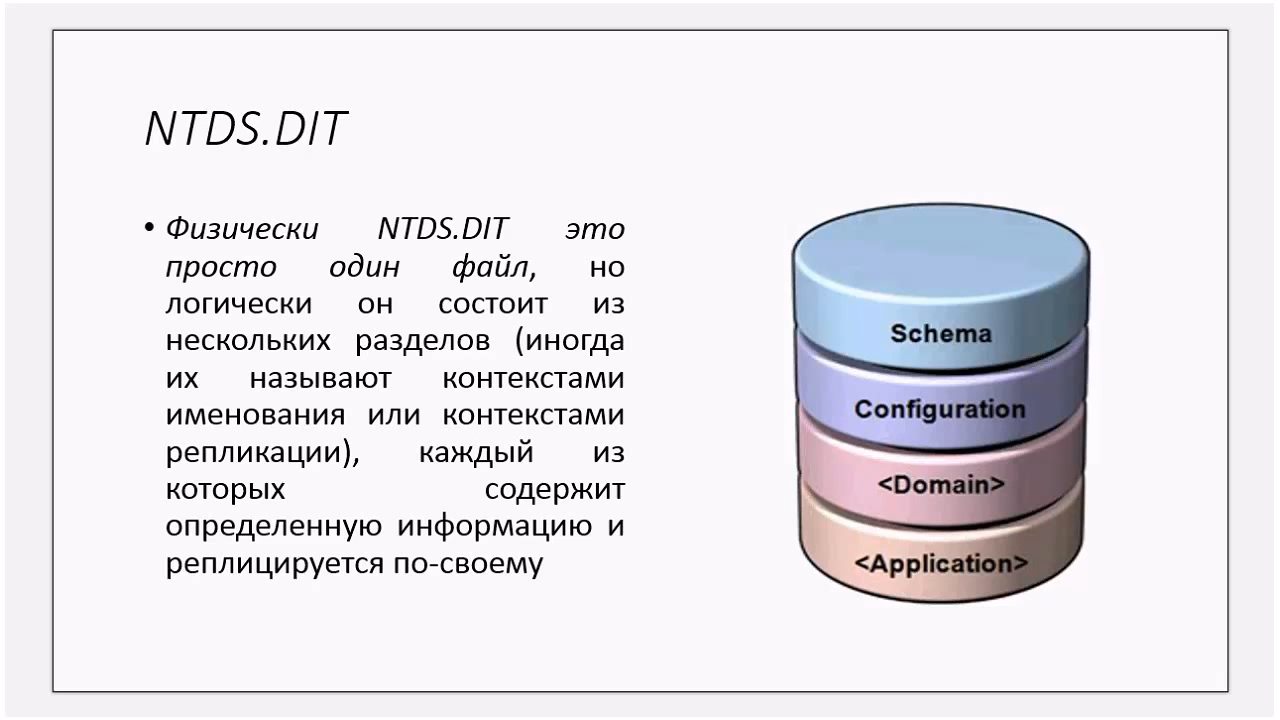 NTDS.DIT
• Физически NTDS.DIT это
просто один файл, но
логически он состоит из
нескольких разделов (иногда
их называют контекстами
именования или контекстами
репликации), каждый из
которых содержит
определенную информацию и
реплицируется по-своему
Schema
Configuration
<Domain>
<Application>